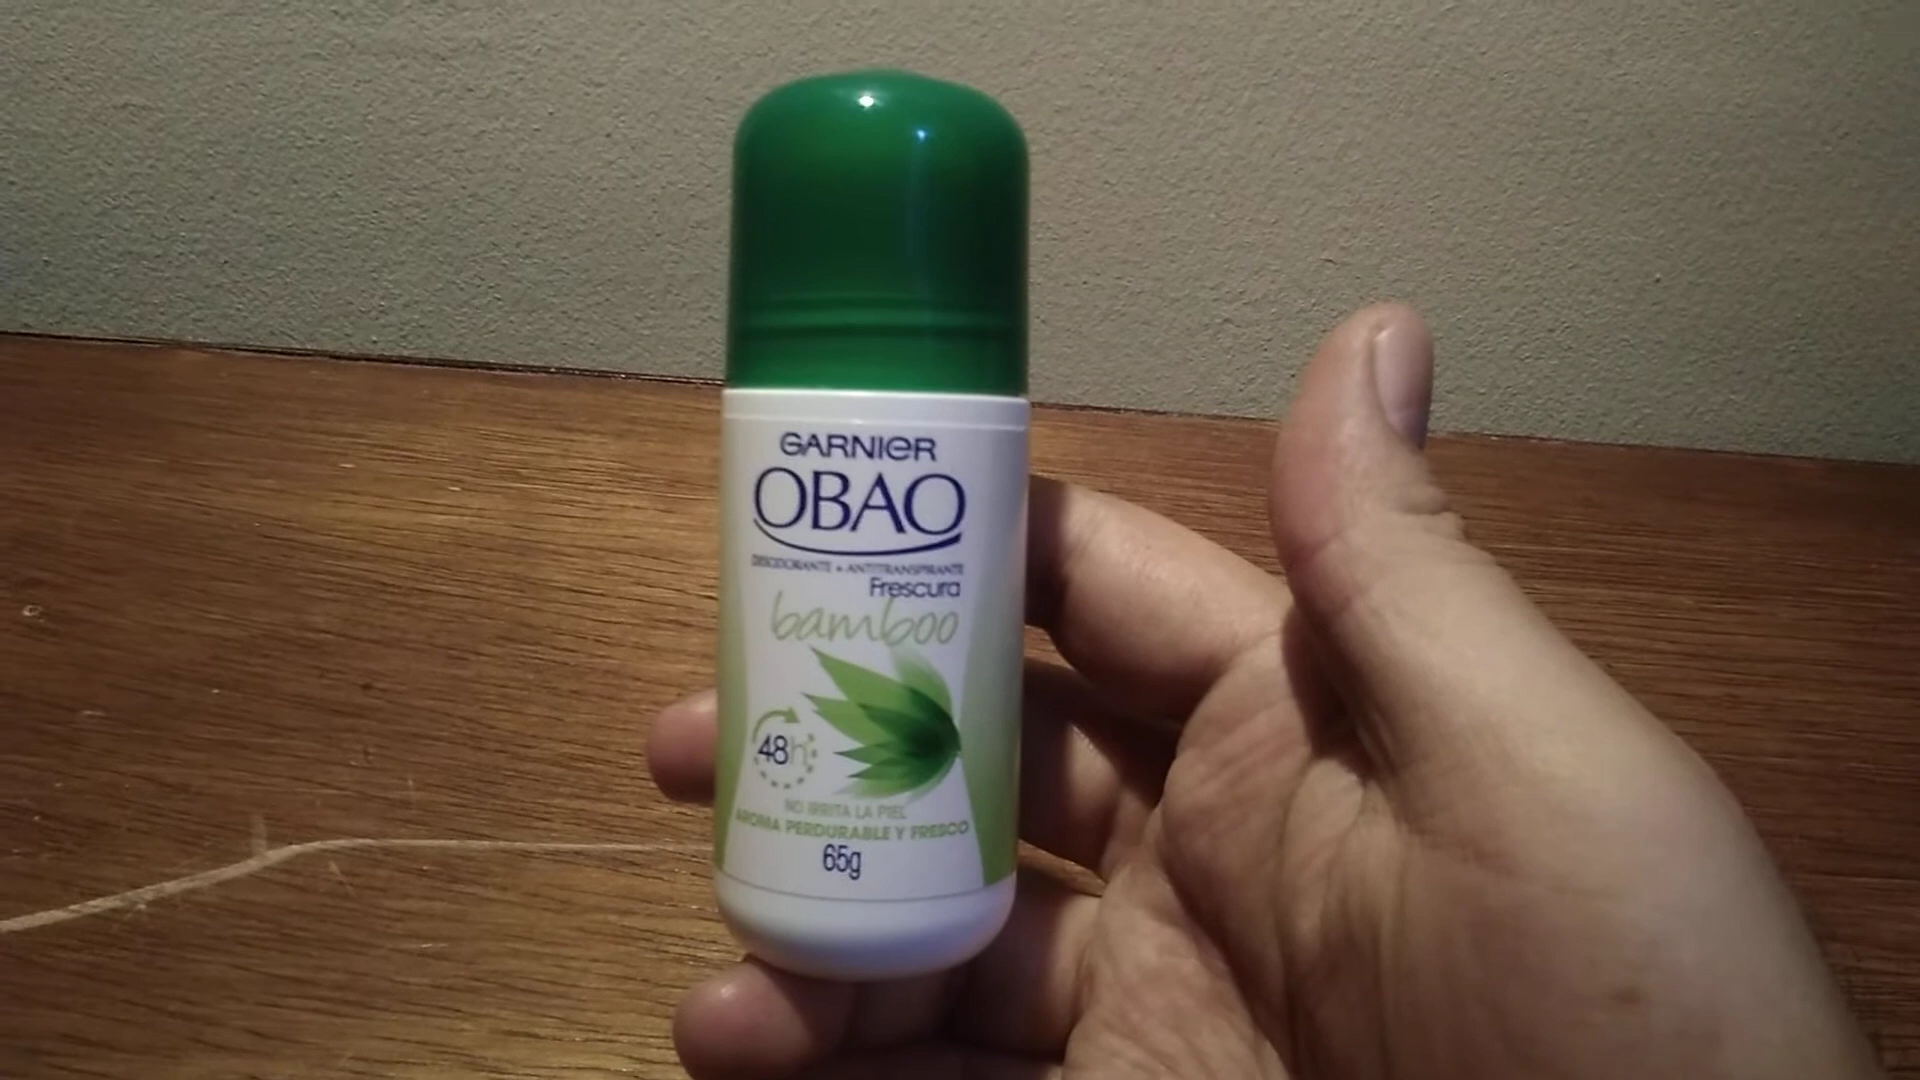 GARNIER
OBAO
DESODORANTE + ANTITRANSPIRANTE
Frescura
bamboo
48h
NO IRRITA LA PIEL
AROMA PERDURABLE Y FRESCO
65g